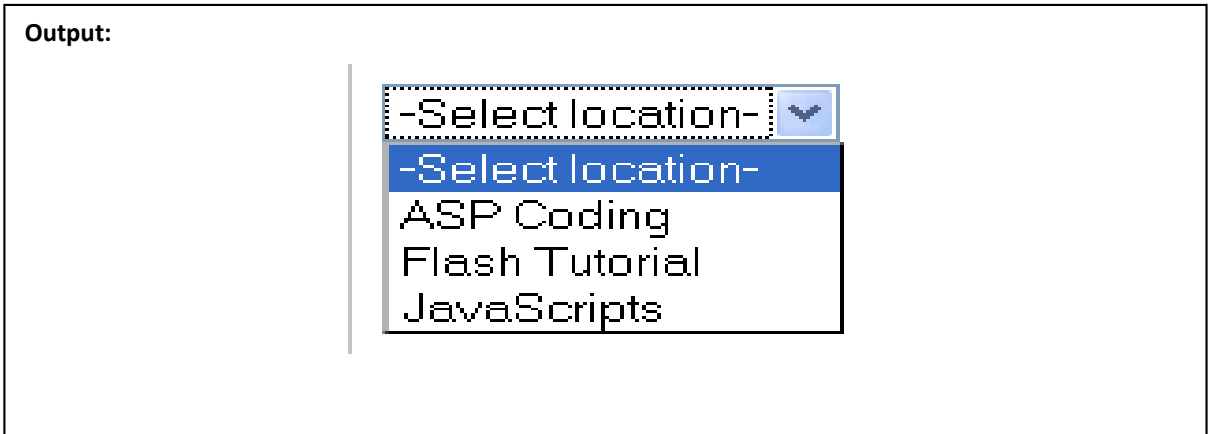 Output:
-Select location-
-Select location-
ASP Coding
Flash Tutorial
JavaScripts